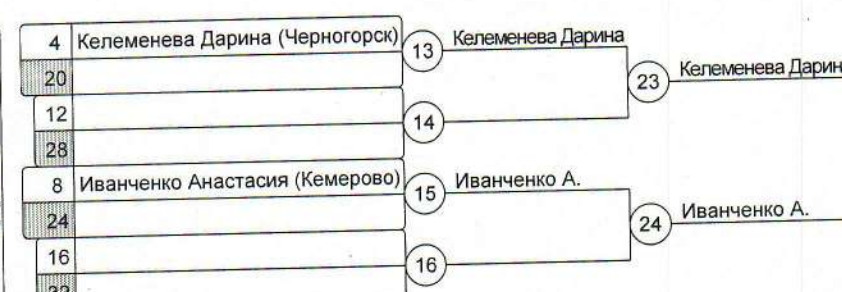 4 Келеменева Дарина (Черногорск) 13 Келеменева Дарина
20
23 Келеменева Дарин
12
14
28
8 Иванченко Анастасия (Кемерово) 15 Иванченко А.
24
24 Иванченко А.
16
16